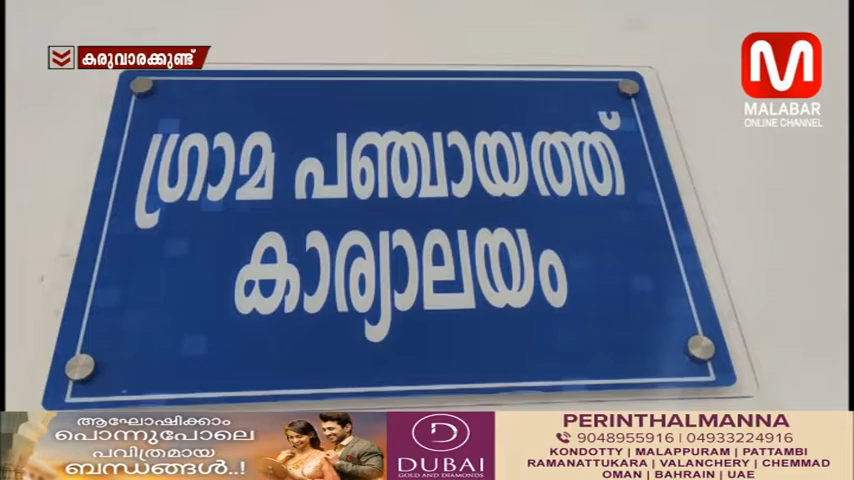 കരുവാരക്കുണ്ട്
M
MALABAR
ONLINE CHANNEL
ഗ്രാമ പഞ്ചായത്ത്
കാര്യാലയം
ആഘോഷിക്കാം
പൊന്നുപോലെ
പവിത്രമായ
ബന്ധങ്ങൾ..!
DUBAI
GOLD AND DIAMONDS
PERINTHALMANNA
9048955916 | 04933224916
KONDOTTY | MALAPPURAM | PATTAMBI
RAMANATTUKARA | VALANCHERY | CHEMMAD
OMAN | BAHRAIN | UAE